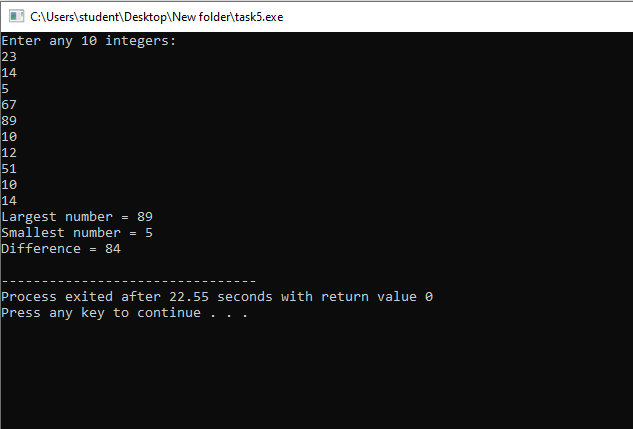 C:\Users\student\Desktop\New folder\task5.exe
Enter any 10 integers:
23
14
5
67
89
10
12
51
10
14
Largest number = 89
Smallest number = 5
Difference = 84
--------------------------------
Process exited after 22.55 seconds with return value 0
Press any key to continue . . .